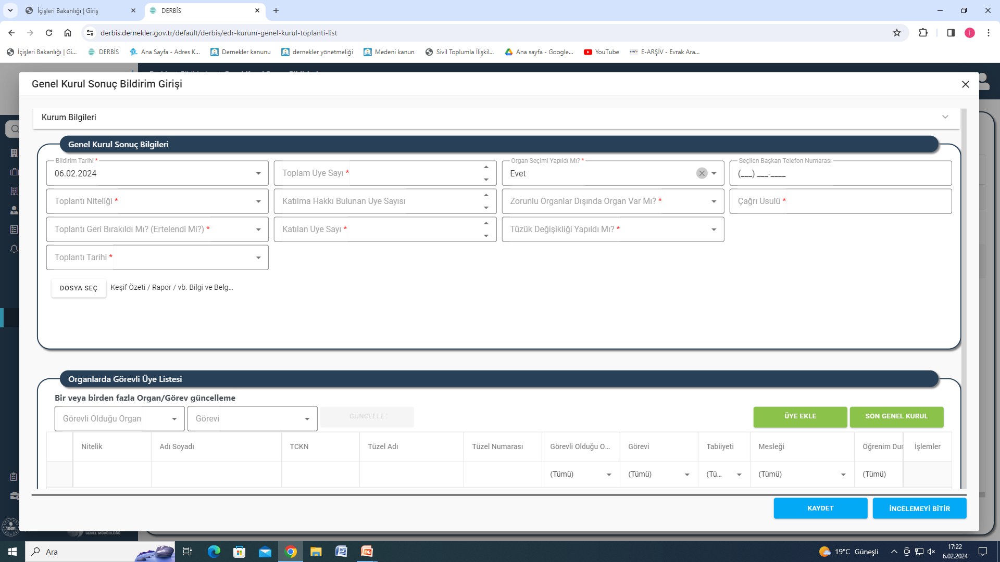 İçişleri Bakanlığı | Giriş
DERBİS
derbis.dernekler.gov.tr/default/derbis/edr-kurum-genel-kurul-toplanti-list
İçişleri Bakanlığı | Gi...
DERBİS
Ana Sayfa - Adres K...
Dernekler kanunu
dernekler yönetmeliği
Medeni kanun
Sivil Toplumla İlişkil...
Ana sayfa - Google...
YouTube
E-ARŞİV - Evrak Ara...
Genel Kurul Sonuç Bildirim Girişi
Kurum Bilgileri
Genel Kurul Sonuç Bilgileri
Bildirim Tarihi *
06.02.2024
Toplam Üye Sayı *
Organ Seçimi Yapıldı Mı? *
Evet
Seçilen Başkan Telefon Numarası
(___) ___-____
Toplantı Niteliği *
Katılma Hakkı Bulunan Üye Sayısı
Zorunlu Organlar Dışında Organ Var Mı? *
Çağrı Usulü *
Toplantı Geri Bırakıldı Mı? (Ertelendi Mi?) *
Katılan Üye Sayı *
Tüzük Değişikliği Yapıldı Mı? *
Toplantı Tarihi *
DOSYA SEÇ
Keşif Özeti / Rapor / vb. Bilgi ve Belg...
Organlarda Görevli Üye Listesi
Bir veya birden fazla Organ/Görev güncelleme
Görevli Olduğu Organ
Görevi
GÜNCELLE
ÜYE EKLE
SON GENEL KURUL
Nitelik
Adı Soyadı
TCKN
Tüzel Adı
Tüzel Numarası
Görevli Olduğu O...
Görevi
Tabiiyeti
Mesleği
Öğrenim Dur
İşlemler
(Tümü)
(Tümü)
(Tü...
(Tümü)
(Tümü)
KAYDET
İNCELEMEYİ BİTİR
GENEL MÜDÜRLÜĞÜ
Ara
19°C Güneşli
17:22
6.02.2024